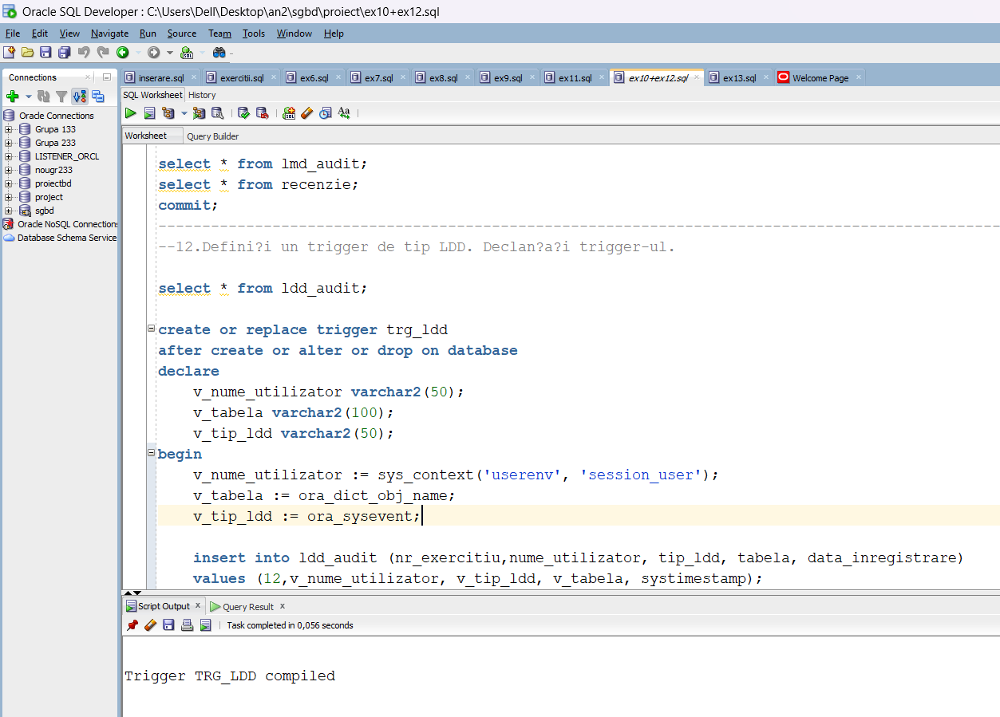 Oracle SQL Developer : C:\Users\Dell\Desktop\an2\sgbd\proiect\ex10+ex12.sql
File Edit View Navigate Run Source Team Tools Window Help
Connections
inserare.sql exercitii.sql ex6.sql ex7.sql ex8.sql ex9.sql ex11.sql ex10+ex12.sql ex13.sql Welcome Page
SQL Worksheet History
Oracle Connections
Grupa 133
Grupa 233
LISTENER_ORCL
nougr233
proiectbd
project
sgbd
Oracle NoSQL Connections
Database Schema Service
Worksheet Query Builder
select * from lmd_audit;
select * from recenzie;
commit;
--12.Defini?i un trigger de tip LDD. Declan?a?i trigger-ul.
select * from ldd_audit;
create or replace trigger trg_ldd
after create or alter or drop on database
declare
v_nume_utilizator varchar2(50);
v_tabela varchar2(100);
v_tip_ldd varchar2(50);
begin
v_nume_utilizator := sys_context('userenv', 'session_user');
v_tabela := ora_dict_obj_name;
v_tip_ldd := ora_sysevent;
insert into ldd_audit (nr_exercitiu,nume_utilizator, tip_ldd, tabela, data_inregistrare)
values (12,v_nume_utilizator, v_tip_ldd, v_tabela, systimestamp);
Script Output Query Result
Task completed in 0,056 seconds
Trigger TRG_LDD compiled